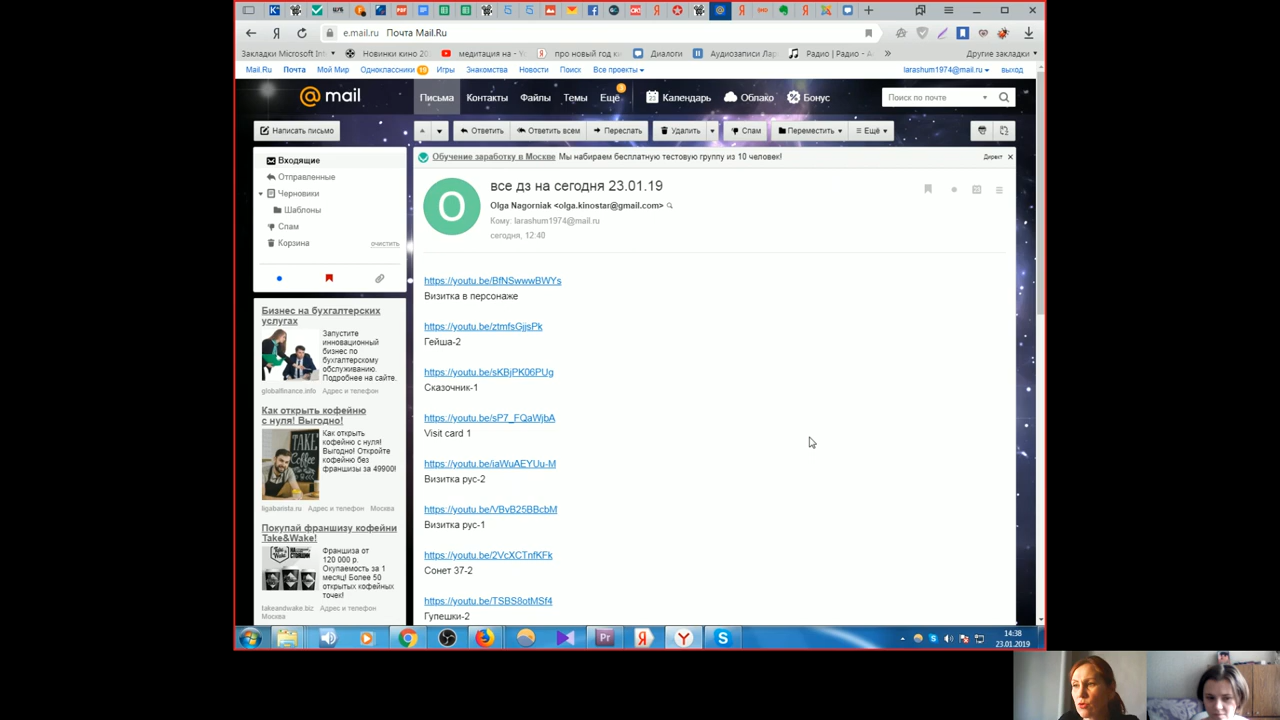 e.mail.ru Почта Mail.Ru
Закладки Microsoft Int
Новинки кино 20
медитация на - Yo
про новый год к
Диалоги
Аудиозаписи Лар
Радио | Радио - A
Другие закладки
Mail.Ru Почта Мой Мир Одноклассники 19 Игры Знакомства Новости Поиск Все проекты
larashum1974@mail.ru выход
@ mail
Письма Контакты Файлы Темы Ещё Календарь Облако Бонус
Поиск по почте
Написать письмо
Ответить Ответить всем Переслать Удалить Спам Переместить Ещё
Входящие
Отправленные
Черновики
Шаблоны
Спам
Корзина очистить
Бизнес на бухгалтерских
услугах
Запустите
инновационный
бизнес по
бухгалтерскому
обслуживанию.
Подробнее на сайте.
globalfinance.info Адрес и телефон
Как открыть кофейню
с нуля! Выгодно!
Как открыть
кофейню с нуля!
Выгодно! Откройте
кофейню без
франшизы за 49900!
TAKE
Coffee
ligabarista.ru Адрес и телефон Москва
Покупай франшизу кофейни
Take&Wake!
Франшиза от
120 000 р.
Окупаемость за 1
месяц! Более 50
открытых кофейных
точек!
takeandwake.biz Адрес и телефон
Москва
Обучение заработку в Москве Мы набираем бесплатную тестовую группу из 10 человек!
Директ
все дз на сегодня 23.01.19
O
Olga Nagorniak <olga.kinostar@gmail.com>
Кому: larashum1974@mail.ru
сегодня, 12:40
https://youtu.be/BfNSwwwBWYs
Визитка в персонаже
https://youtu.be/ztmfsGjjsPk
Гейша-2
https://youtu.be/sKBjPK06PUg
Сказочник-1
https://youtu.be/sP7_FQaWjbA
Visit card 1
https://youtu.be/iaWuAEYUu-M
Визитка рус-2
https://youtu.be/VBvB25BBcbM
Визитка рус-1
https://youtu.be/2VcXCTnfKFk
Сонет 37-2
https://youtu.be/TSBS8otMSf4
Гупешки-2
14:38
23.01.2019